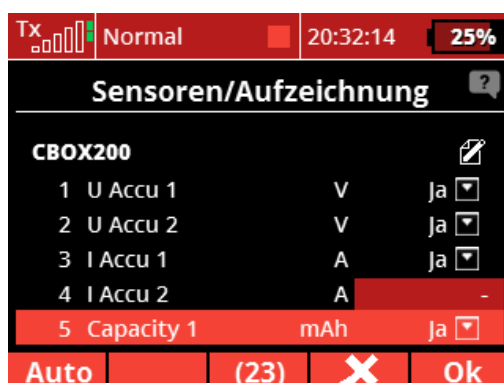 Tx Normal 20:32:14 25%
Sensoren/Aufzeichnung ?
CBOX200
1 U Accu 1 V Ja
2 U Accu 2 V Ja
3 I Accu 1 A Ja
4 I Accu 2 A -
5 Capacity 1 mAh Ja
Auto (23) Ok